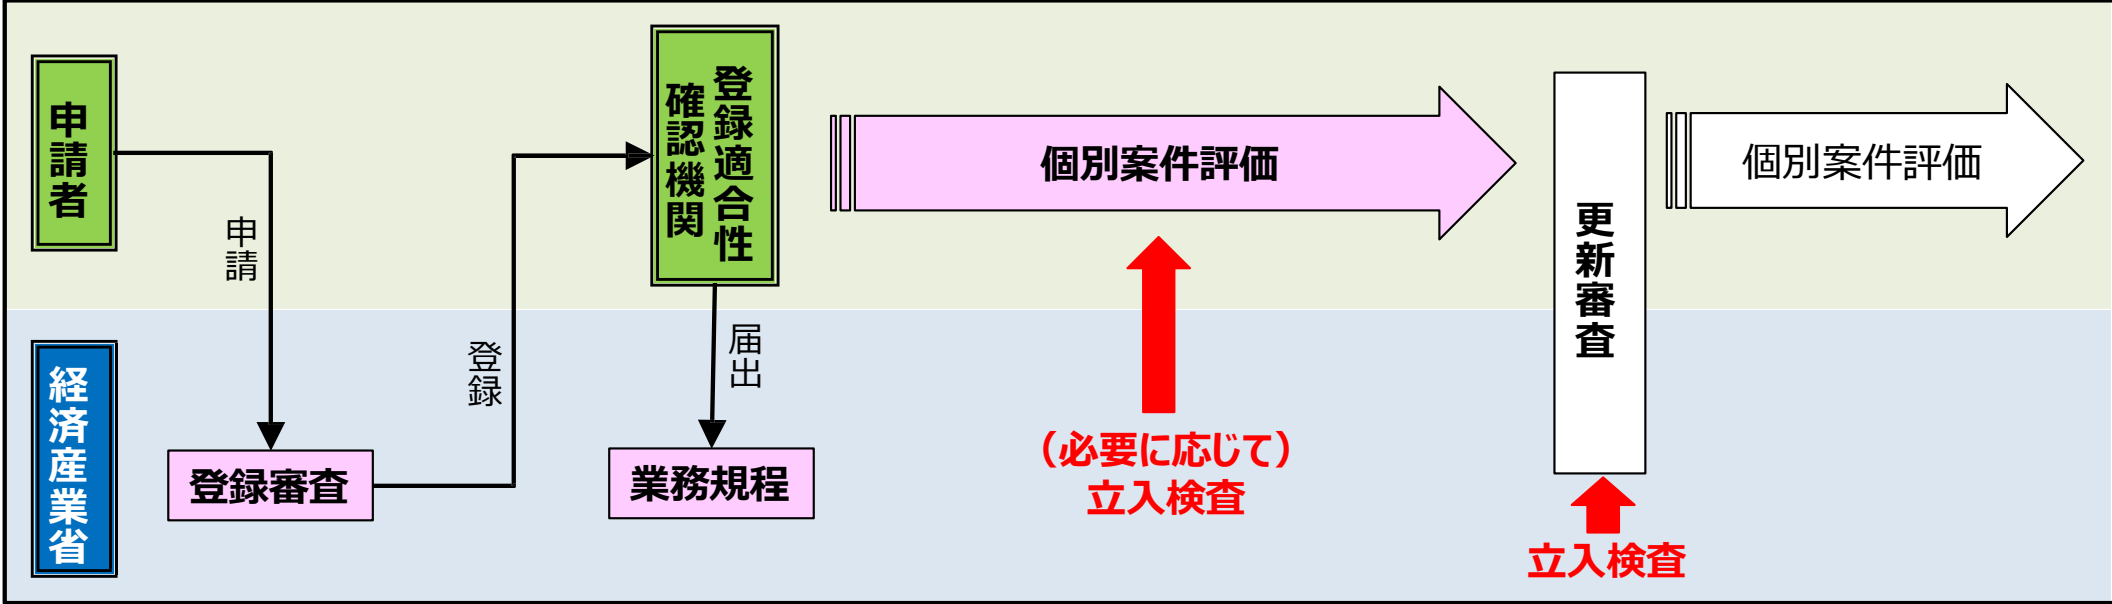 申請者
申請
経済産業省
登録審査
登録
登録適合性
確認機関
届出
業務規程
個別案件評価
（必要に応じて）
立入検査
更新審査
立入検査
個別案件評価